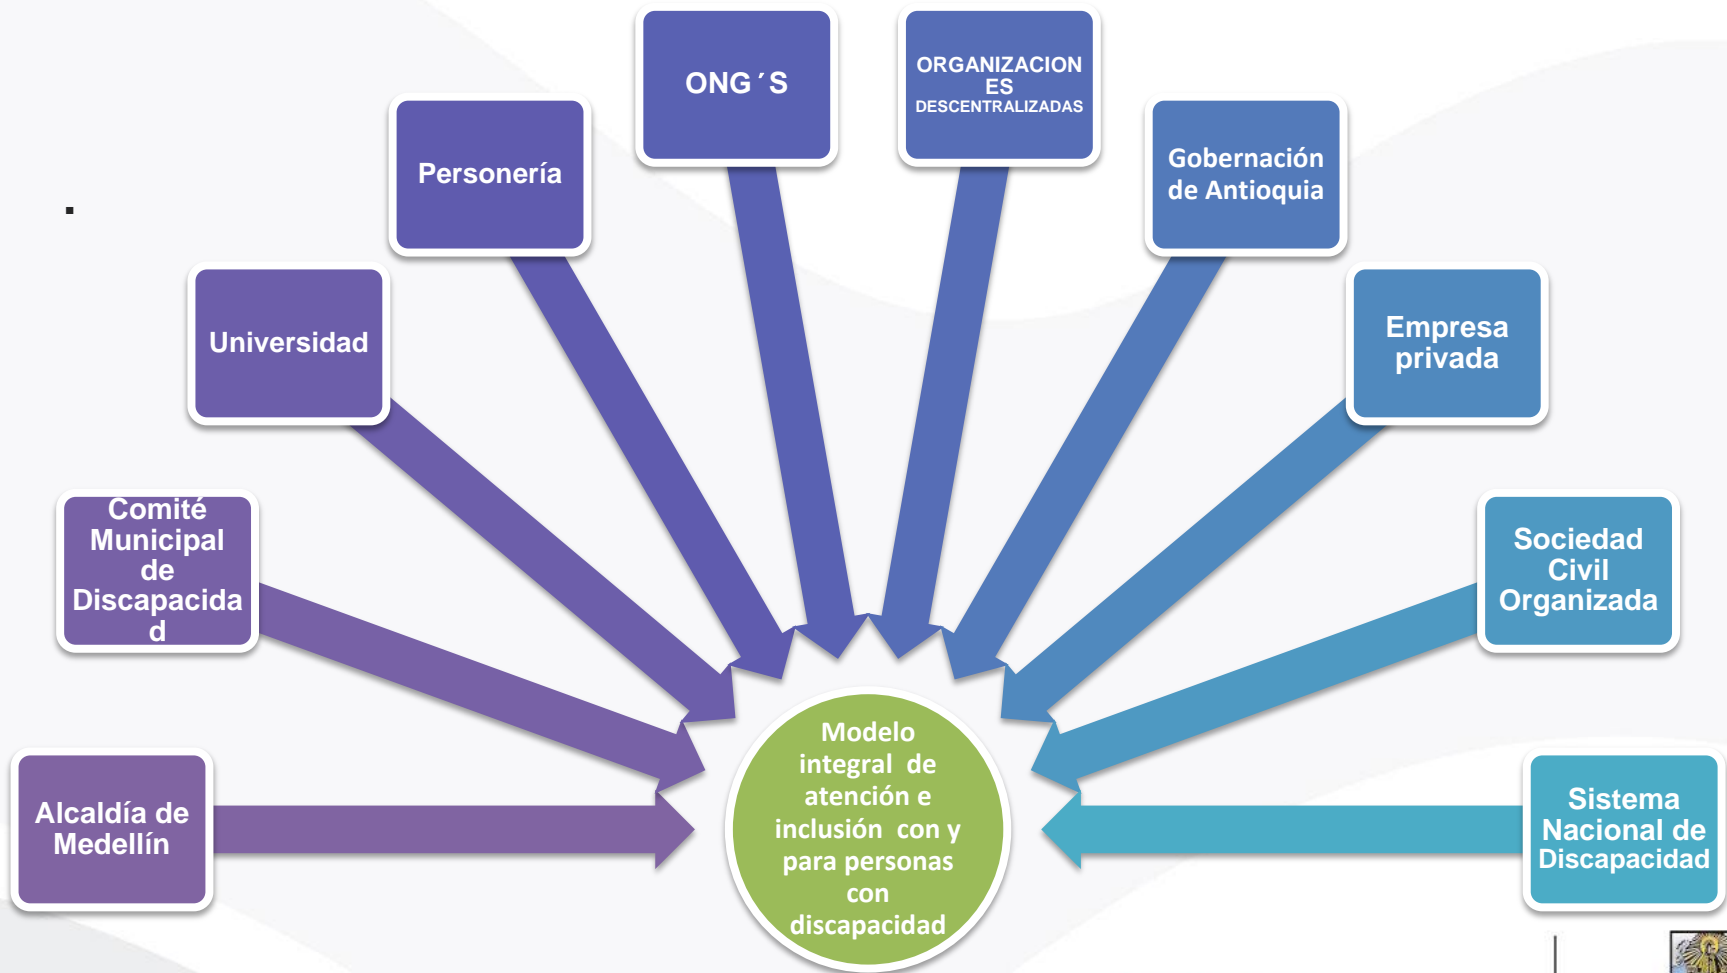 ONG´S
ORGANIZACION
ES
DESCENTRALIZADAS
Personería
Gobernación
de Antioquia
.
Universidad
Empresa
privada
Comité
Municipal
de
Discapacida
d
Sociedad
Civil
Organizada
Alcaldía de
Medellín
Modelo
integral de
atención e
inclusión con y
para personas
con
discapacidad
Sistema
Nacional de
Discapacidad